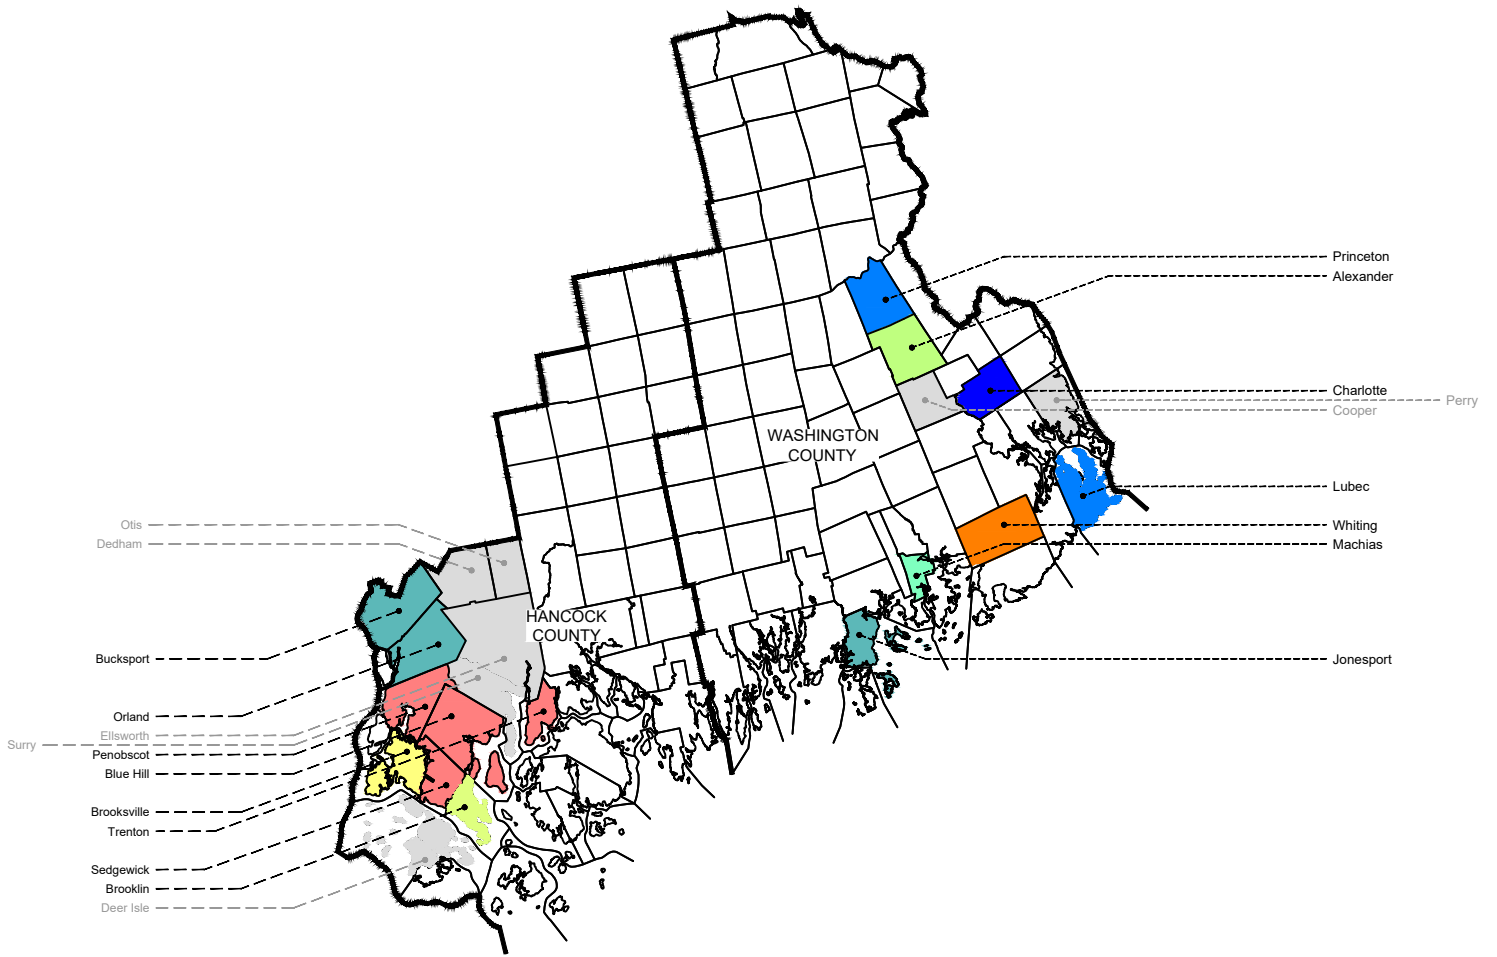 Princeton
Alexander
Charlotte
Perry
Cooper
WASHINGTON
COUNTY
Lubec
Otis
Whiting
Dedham
Machias
HANCOCK
COUNTY
Bucksport
Jonesport
Orland
Ellsworth
Surry
Penobscot
Blue Hill
Brooksville
Trenton
Sedgewick
Brooklin
Deer Isle